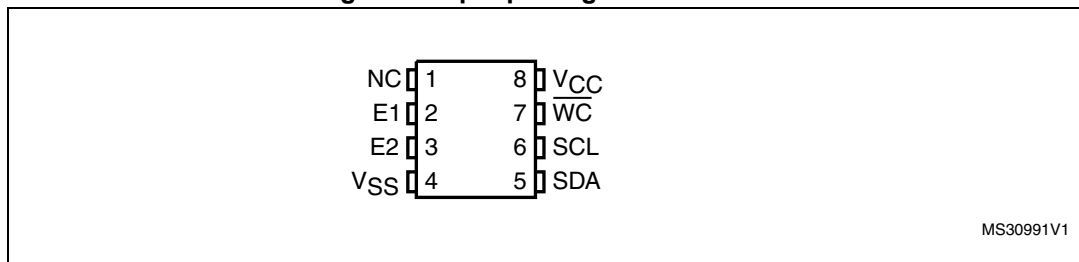 NC 1 8 VCC
E1 2 7 WC
E2 3 6 SCL
VSS 4 5 SDA
MS30991V1